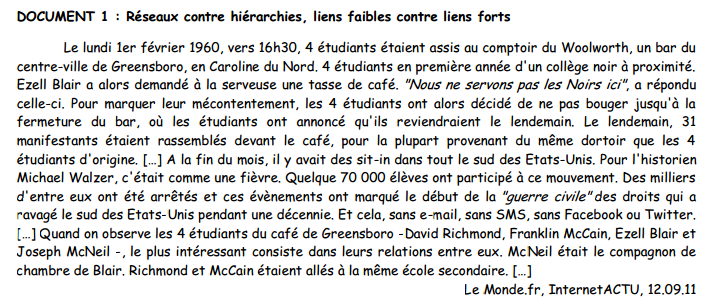 DOCUMENT 1 : Réseaux contre hiérarchies, liens faibles contre liens forts
Le lundi 1er février 1960, vers 16h30, 4 étudiants étaient assis au comptoir du Woolworth, un bar du
centre-ville de Greensboro, en Caroline du Nord. 4 étudiants en première année d'un collège noir à proximité.
Ezell Blair a alors demandé à la serveuse une tasse de café. "Nous ne servons pas les Noirs ici", a répondu
celle-ci. Pour marquer leur mécontentement, les 4 étudiants ont alors décidé de ne pas bouger jusqu'à la
fermeture du bar, où les étudiants ont annoncé qu'ils reviendraient le lendemain. Le lendemain, 31
manifestants étaient rassemblés devant le café, pour la plupart provenant du même dortoir que les 4
étudiants d'origine. […] A la fin du mois, il y avait des sit-in dans tout le sud des Etats-Unis. Pour l'historien
Michael Walzer, c'était comme une fièvre. Quelque 70 000 élèves ont participé à ce mouvement. Des milliers
d'entre eux ont été arrêtés et ces évènements ont marqué le début de la "guerre civile" des droits qui a
ravagé le sud des Etats-Unis pendant une décennie. Et cela, sans e-mail, sans SMS, sans Facebook ou Twitter.
[…] Quand on observe les 4 étudiants du café de Greensboro -David Richmond, Franklin McCain, Ezell Blair et
Joseph McNeil -, le plus intéressant consiste dans leurs relations entre eux. McNeil était le compagnon de
chambre de Blair. Richmond et McCain étaient allés à la même école secondaire. […]
Le Monde.fr, InternetACTU, 12.09.11